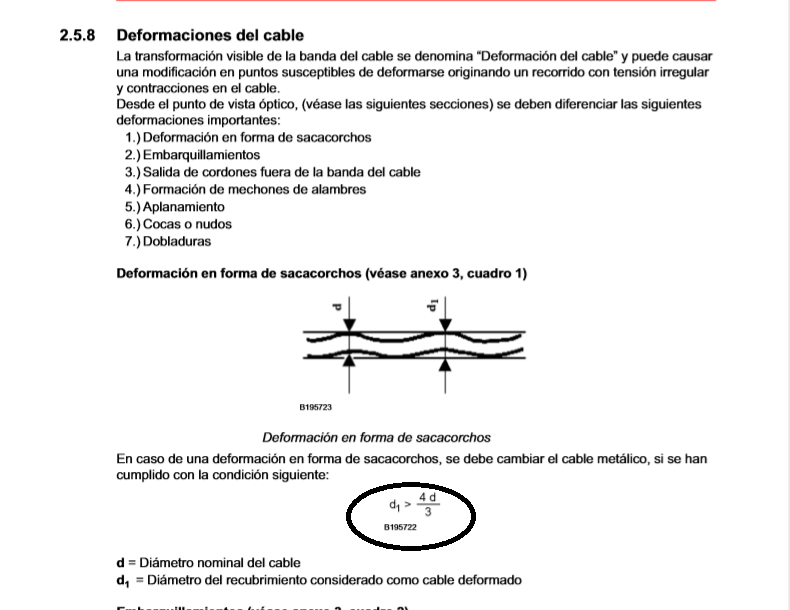 2.5.8 Deformaciones del cable
La transformación visible de la banda del cable se denomina "Deformación del cable" y puede causar
una modificación en puntos susceptibles de deformarse originando un recorrido con tensión irregular
y contracciones en el cable.
Desde el punto de vista óptico, (véase las siguientes secciones) se deben diferenciar las siguientes
deformaciones importantes:
1.) Deformación en forma de sacacorchos
2.) Embarquillamientos
3.) Salida de cordones fuera de la banda del cable
4.) Formación de mechones de alambres
5.) Aplanamiento
6.) Cocas o nudos
7.) Dobladuras
Deformación en forma de sacacorchos (véase anexo 3, cuadro 1)
d d1
B195723
Deformación en forma de sacacorchos
En caso de una deformación en forma de sacacorchos, se debe cambiar el cable metálico, si se han
cumplido con la condición siguiente:
d1 > 4 d / 3
B195722
d = Diámetro nominal del cable
d1 = Diámetro del recubrimiento considerado como cable deformado